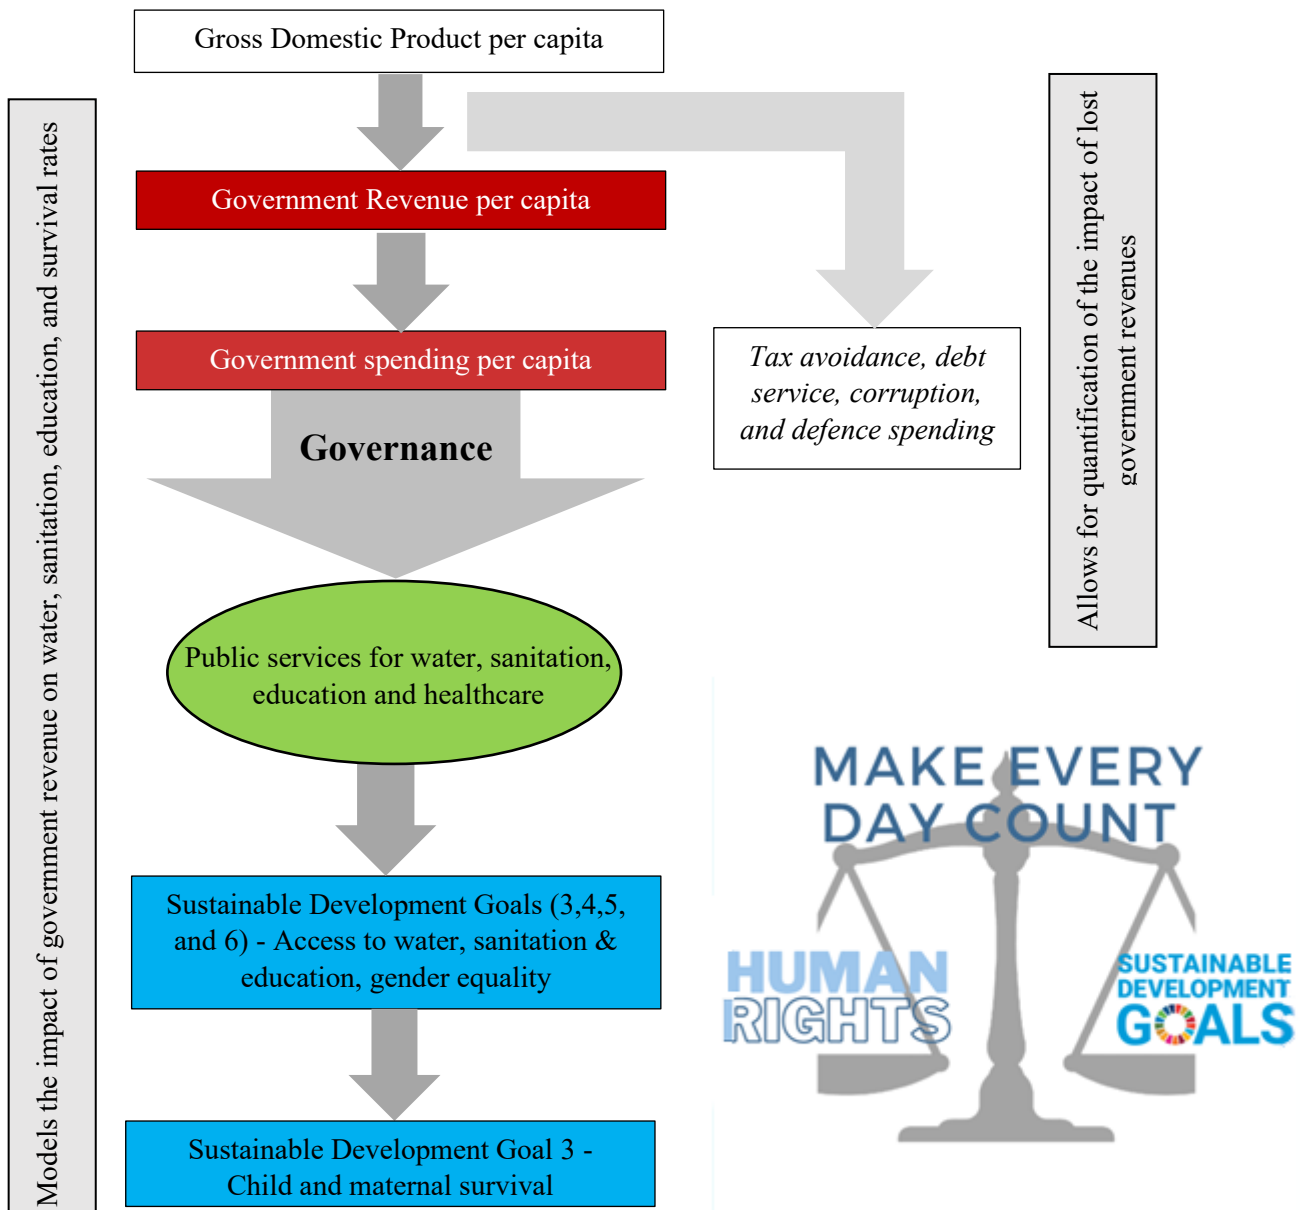 Gross Domestic Product per capita
Models the impact of government revenue on water, sanitation, education, and survival rates
Government Revenue per capita
Government spending per capita
Governance
Tax avoidance, debt
service, corruption,
and defence spending
Allows for quantification of the impact of lost
government revenues
Public services for water, sanitation,
education and healthcare
Sustainable Development Goals (3,4,5,
and 6) - Access to water, sanitation &
education, gender equality
Sustainable Development Goal 3 -
Child and maternal survival
MAKE EVERY
DAY COUNT
HUMAN
RIGHTS
SUSTAINABLE
DEVELOPMENT
GOALS